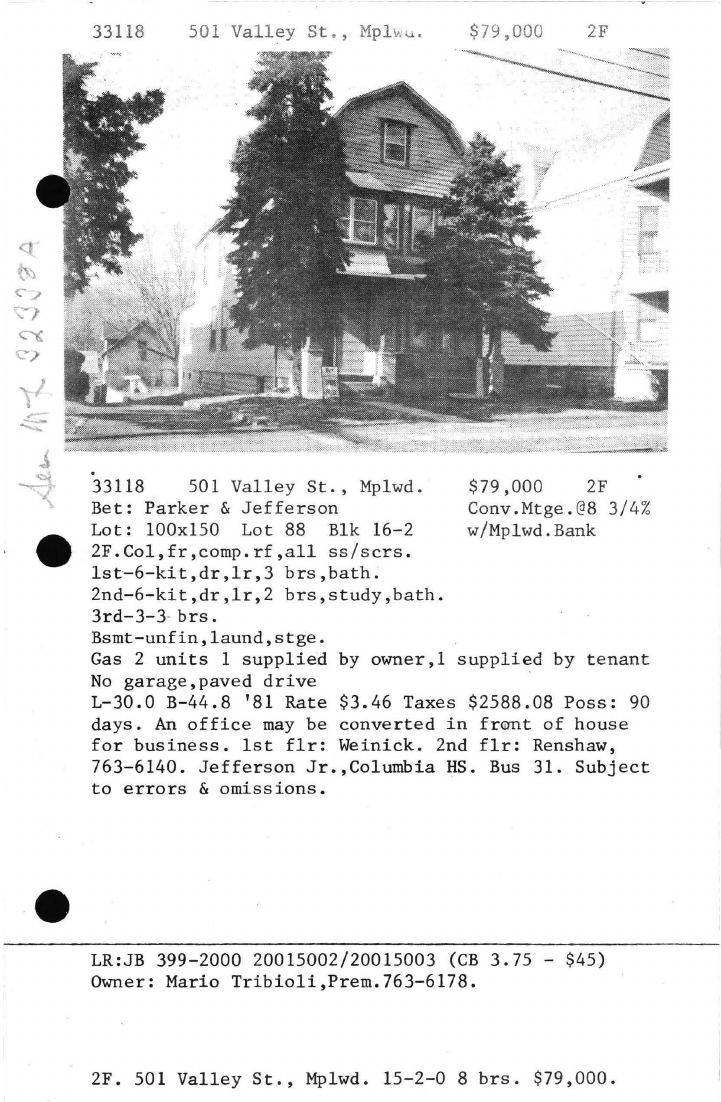 33118 501 Valley St., Mplwd. $79,000 2F
33118 501 Valley St., Mplwd. $79,000 2F
Bet: Parker & Jefferson Conv.Mtge.@8 3/4%
Lot: 100x150 Lot 88 Blk 16-2 w/Mplwd.Bank
2F.Col,fr,comp.rf,all ss/scrs.
1st-6-kit,dr,lr,3 brs,bath.
2nd-6-kit,dr,lr,2 brs,study,bath.
3rd-3-3 brs.
Bsmt-unfin,laund,stge.
Gas 2 units 1 supplied by owner,1 supplied by tenant
No garage,paved drive
L-30.0 B-44.8 '81 Rate $3.46 Taxes $2588.08 Poss: 90
days. An office may be converted in front of house
for business. 1st flr: Weinick. 2nd flr: Renshaw,
763-6140. Jefferson Jr.,Columbia HS. Bus 31. Subject
to errors & omissions.
LR:JB 399-2000 20015002/20015003 (CB 3.75 - $45)
Owner: Mario Tribioli,Prem.763-6178.
2F. 501 Valley St., Mplwd. 15-2-0 8 brs. $79,000.